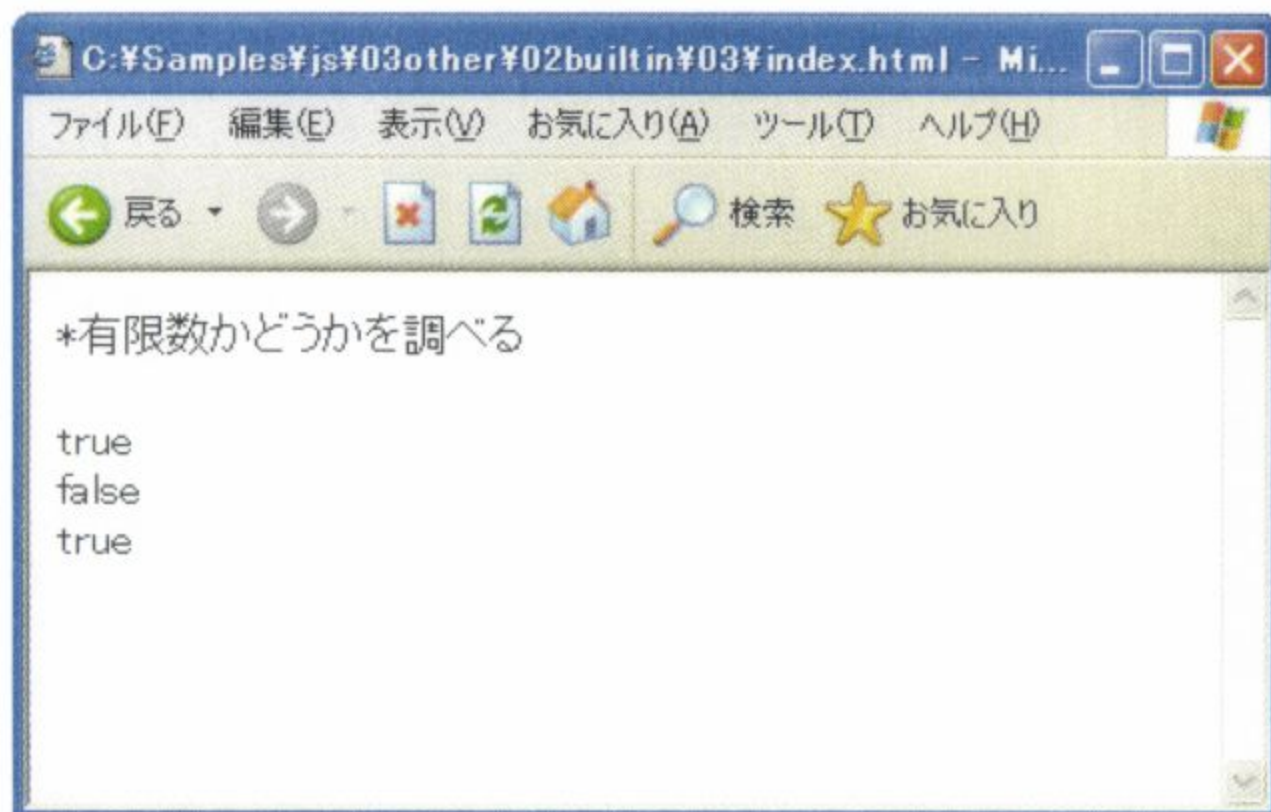 C:¥Samples¥js¥03other¥02builtin¥03¥index.html - Mi...
ファイル(F) 編集(E) 表示(V) お気に入り(A) ツール(T) ヘルプ(H)
戻る 検索 お気に入り
*有限数かどうかを調べる
true
false
true